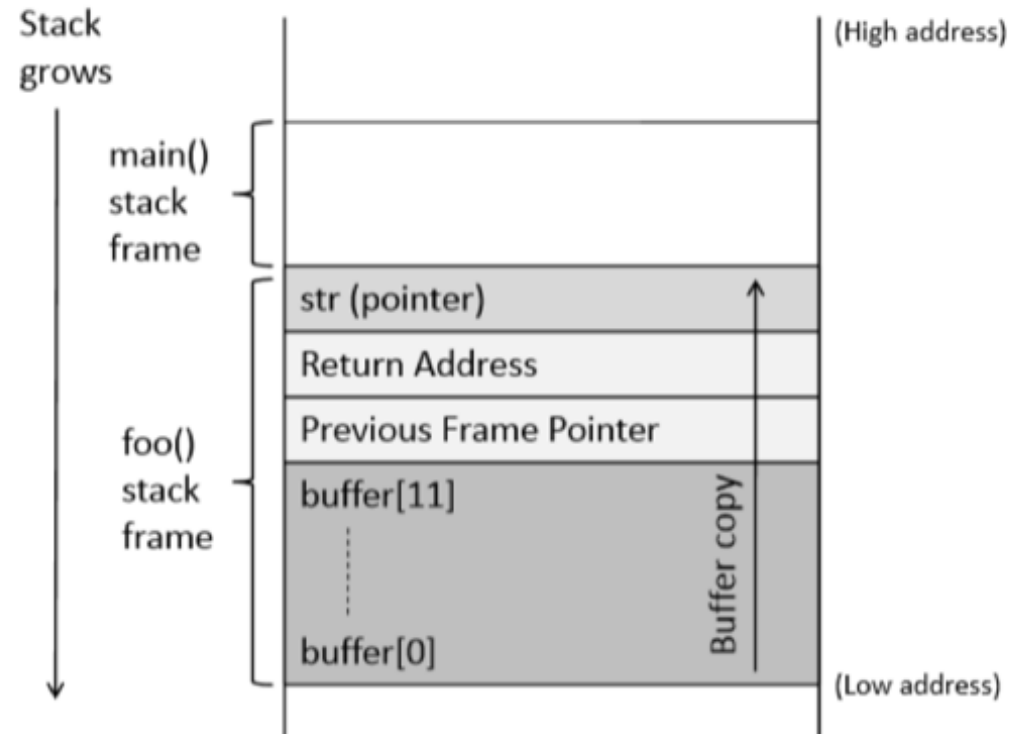 Stack
grows
(High address)
main()
stack
frame
str (pointer)
Return Address
Previous Frame Pointer
foo()
stack
frame
buffer[11]
buffer[0]
Buffer copy
(Low address)